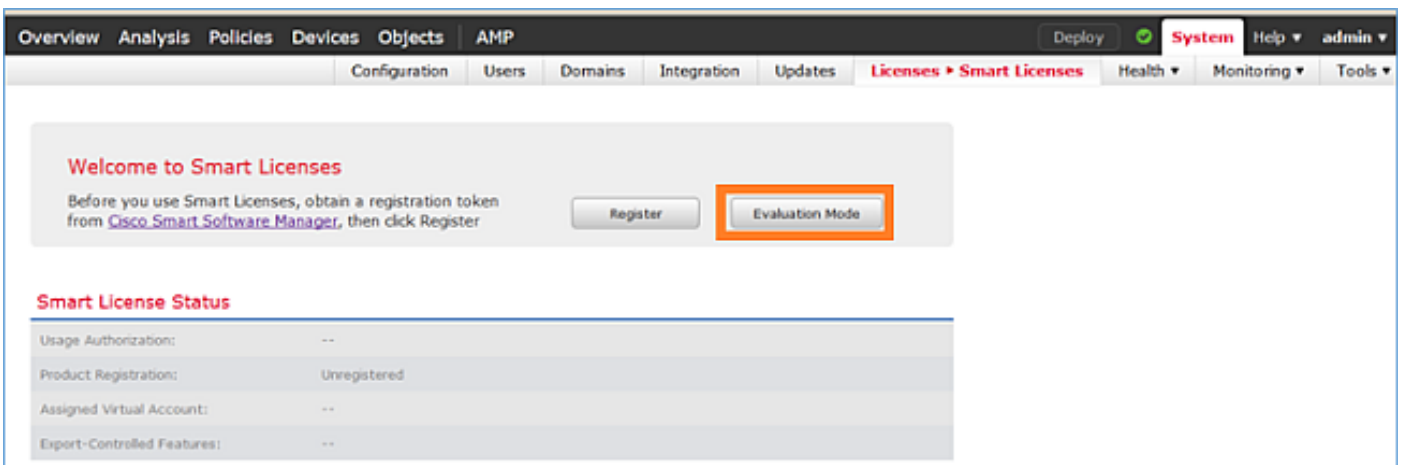 Overview Analysis Policies Devices Objects AMP Deploy System Help ▾ admin ▾
Configuration Users Domains Integration Updates Licenses ▸ Smart Licenses Health ▾ Monitoring ▾ Tools ▾
Welcome to Smart Licenses
Before you use Smart Licenses, obtain a registration token
from Cisco Smart Software Manager, then click Register
Register Evaluation Mode
Smart License Status
Usage Authorization: --
Product Registration: Unregistered
Assigned Virtual Account: --
Export-Controlled Features: --